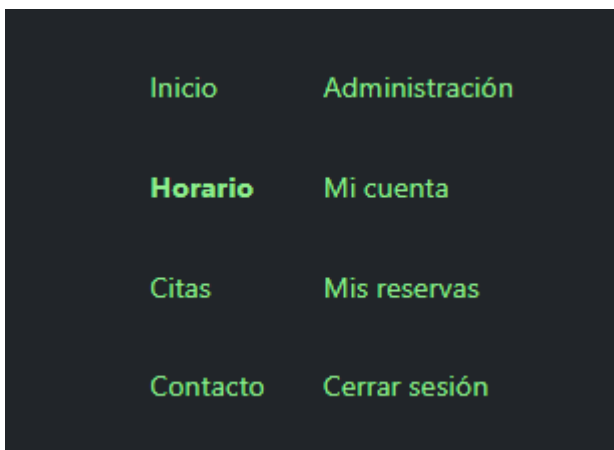 Inicio Administración
Horario Mi cuenta
Citas Mis reservas
Contacto Cerrar sesión